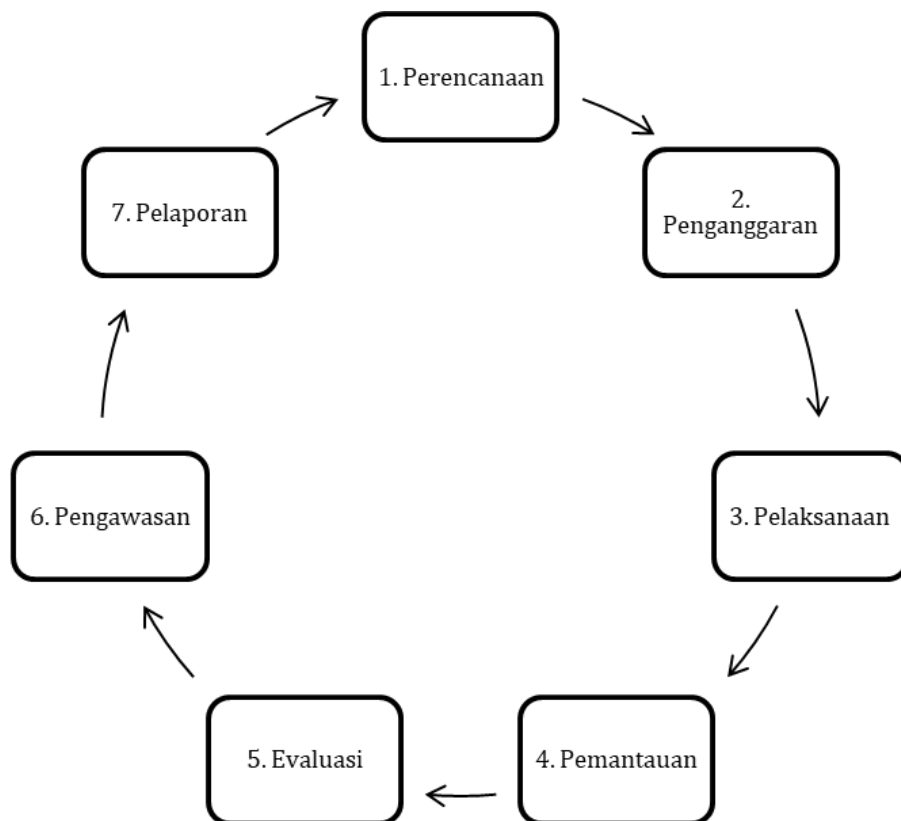 1. Perencanaan
2.
Penganggaran
3. Pelaksanaan
4. Pemantauan
5. Evaluasi
6. Pengawasan
7. Pelaporan